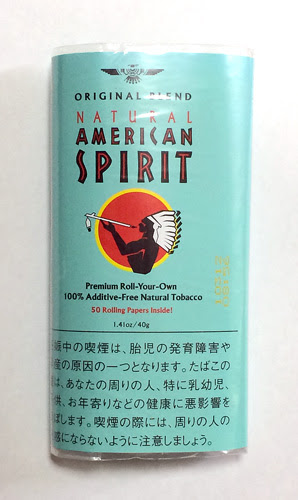 ORIGINAL BLEND
NATURAL
AMERICAN
SPIRIT
Premium Roll-Your-Own
100% Additive-Free Natural Tobacco
50 Rolling Papers Inside!
1.41oz/40g
娠中の喫煙は、胎児の発育障害や
産の原因の一つとなります。たばこの
は、あなたの周りの人、特に乳幼児、
供、お年寄りなどの健康に悪影響を
ぼします。喫煙の際には、周りの人の
惑にならないように注意しましょう。